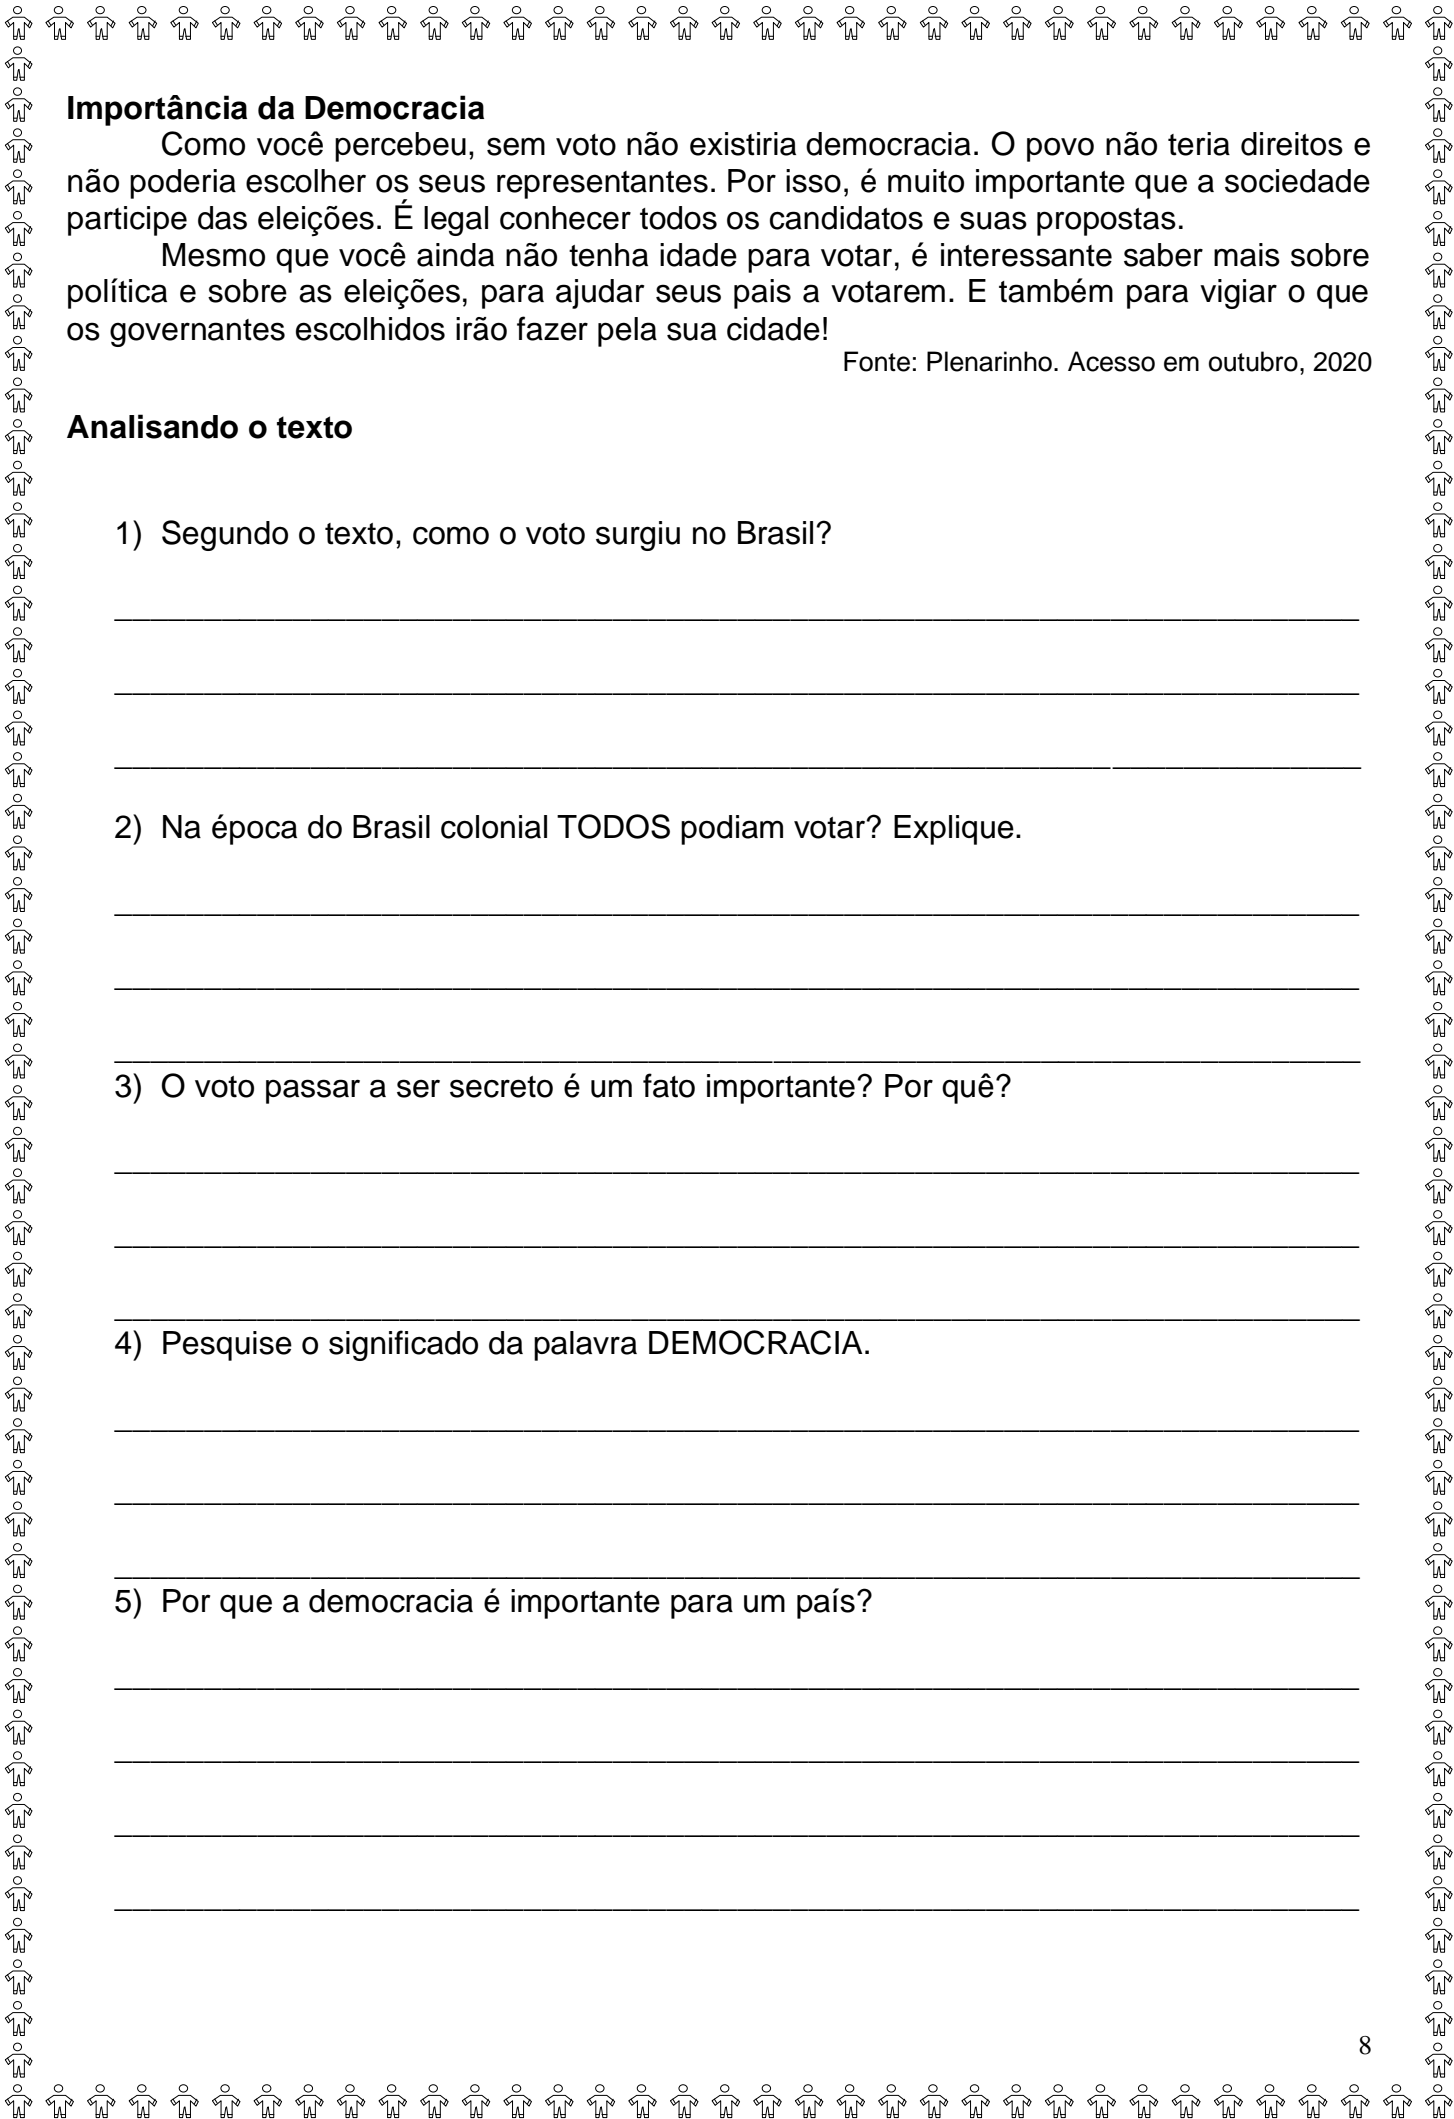 Importância da Democracia
Como você percebeu, sem voto não existiria democracia. O povo não teria direitos e
não poderia escolher os seus representantes. Por isso, é muito importante que a sociedade
participe das eleições. É legal conhecer todos os candidatos e suas propostas.
Mesmo que você ainda não tenha idade para votar, é interessante saber mais sobre
política e sobre as eleições, para ajudar seus pais a votarem. E também para vigiar o que
os governantes escolhidos irão fazer pela sua cidade!
Fonte: Plenarinho. Acesso em outubro, 2020
Analisando o texto
1) Segundo o texto, como o voto surgiu no Brasil?
2) Na época do Brasil colonial TODOS podiam votar? Explique.
3) O voto passar a ser secreto é um fato importante? Por quê?
4) Pesquise o significado da palavra DEMOCRACIA.
5) Por que a democracia é importante para um país?
8